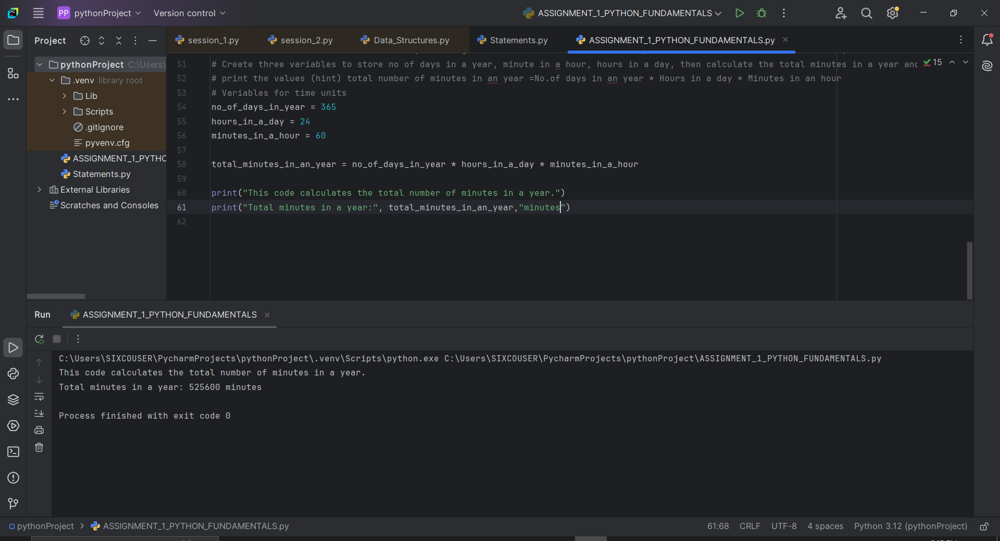 PP pythonProject Version control ASSIGNMENT_1_PYTHON_FUNDAMENTALS
Project session_1.py session_2.py Data_Structures.py Statements.py ASSIGNMENT_1_PYTHON_FUNDAMENTALS.py
pythonProject C:\Users\
.venv library root
Lib
Scripts
.gitignore
pyvenv.cfg
ASSIGNMENT_1_PYTHO
Statements.py
External Libraries
Scratches and Consoles
15
51 # Create three variables to store no of days in a year, minute in a hour, hours in a day, then calculate the total minutes in a year and
52 # print the values (hint) total number of minutes in an year =No.of days in an year * Hours in a day * Minutes in an hour
53 # Variables for time units
54 no_of_days_in_year = 365
55 hours_in_a_day = 24
56 minutes_in_a_hour = 60
57
58 total_minutes_in_an_year = no_of_days_in_year * hours_in_a_day * minutes_in_a_hour
59
60 print("This code calculates the total number of minutes in a year.")
61 print("Total minutes in a year:", total_minutes_in_an_year,"minutes")
62
Run ASSIGNMENT_1_PYTHON_FUNDAMENTALS
C:\Users\SIXCOUSER\PycharmProjects\pythonProject\.venv\Scripts\python.exe C:\Users\SIXCOUSER\PycharmProjects\pythonProject\ASSIGNMENT_1_PYTHON_FUNDAMENTALS.py
This code calculates the total number of minutes in a year.
Total minutes in a year: 525600 minutes
Process finished with exit code 0
pythonProject > ASSIGNMENT_1_PYTHON_FUNDAMENTALS.py 61:68 CRLF UTF-8 4 spaces Python 3.12 (pythonProject)